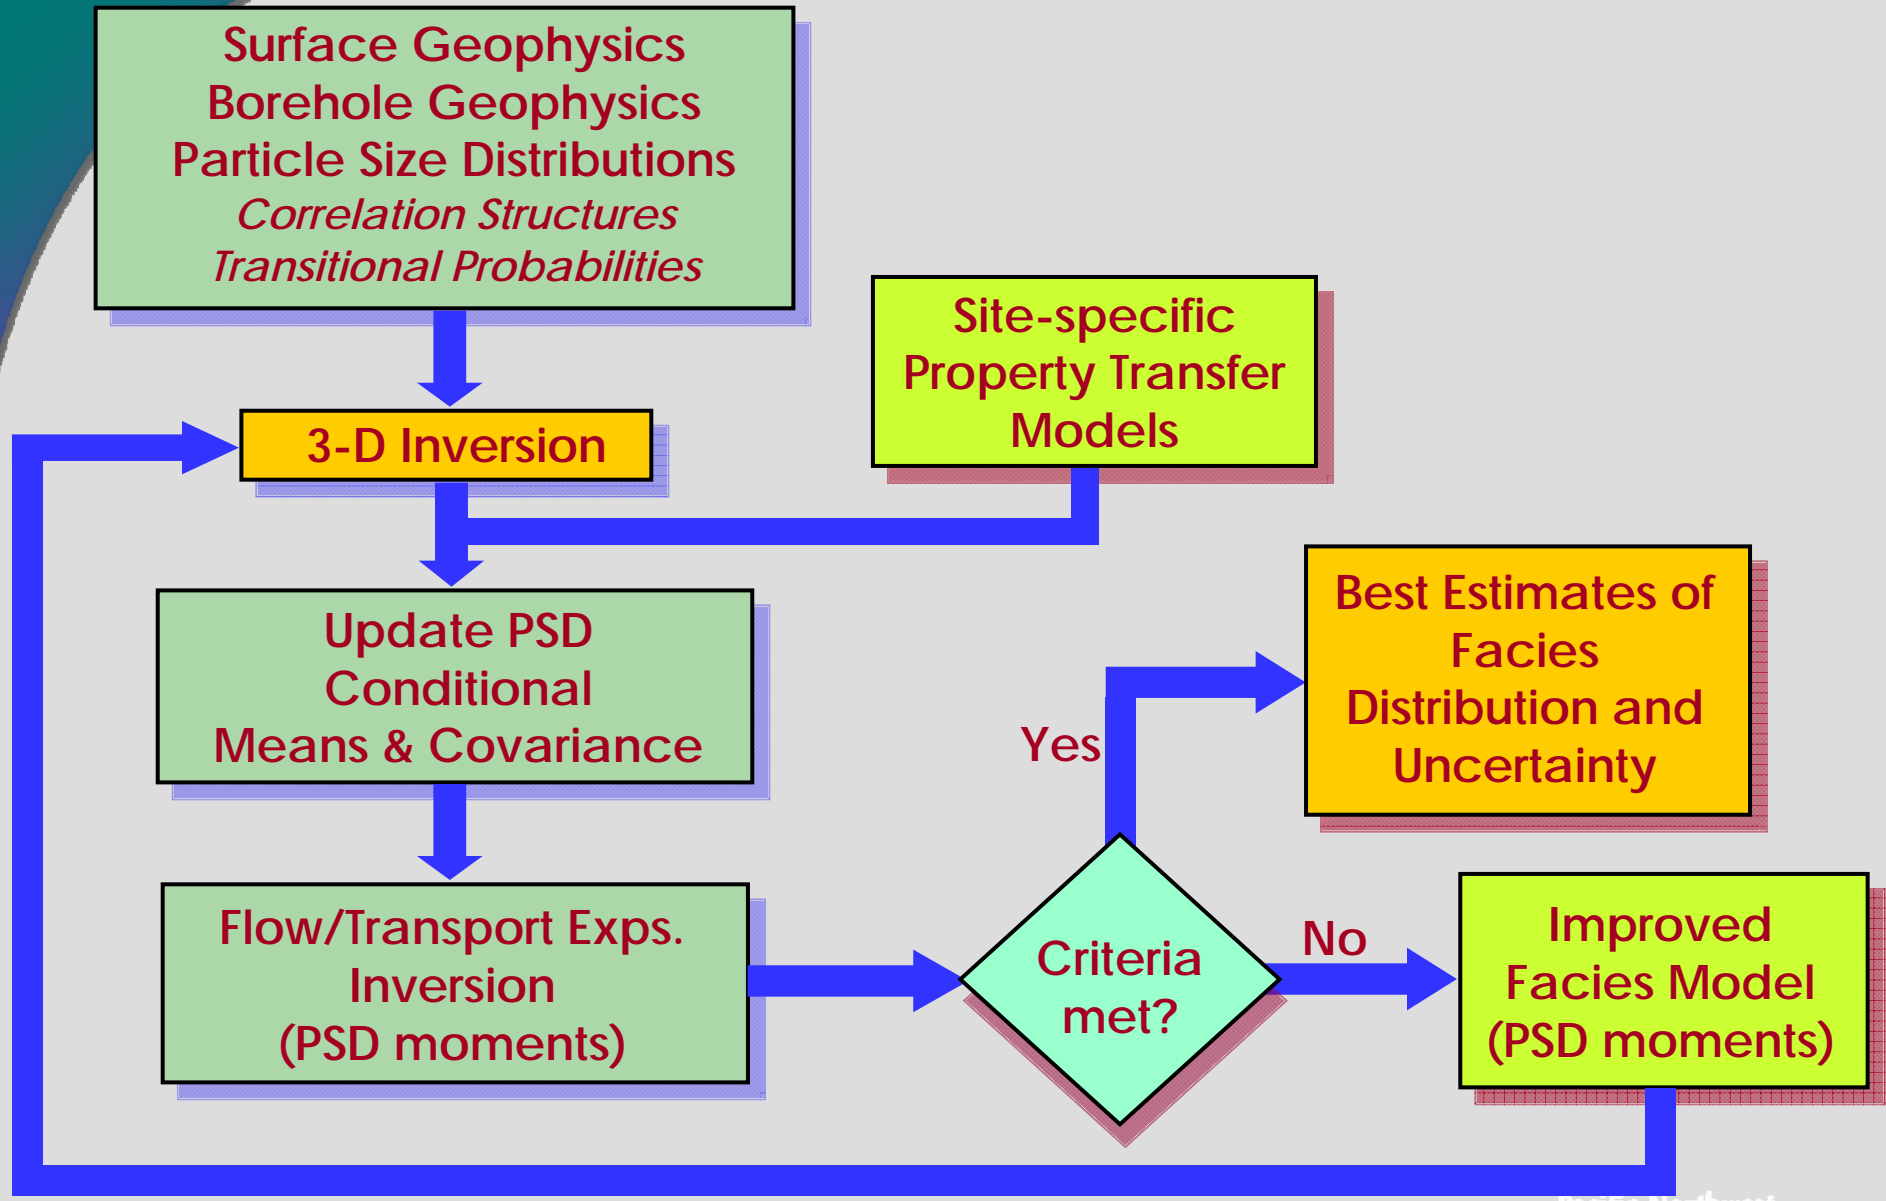 Surface Geophysics
Borehole Geophysics
Particle Size Distributions
Correlation Structures
Transitional Probabilities
Site-specific
Property Transfer
Models
3-D Inversion
Update PSD
Conditional
Means & Covariance
Best Estimates of
Facies
Distribution and
Uncertainty
Yes
Flow/Transport Exps.
Inversion
(PSD moments)
Criteria
met?
No
Improved
Facies Model
(PSD moments)